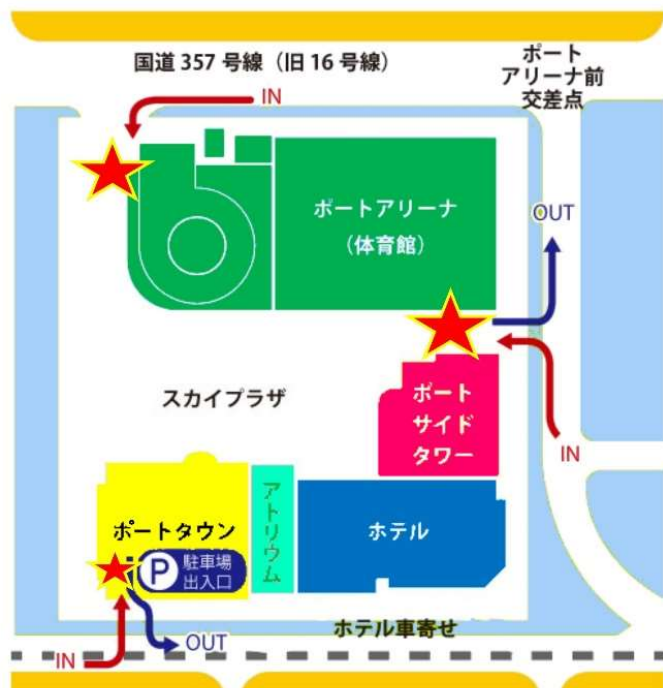 国道 357 号線（旧 16 号線）
ポート
アリーナ前
交差点
IN
OUT
ポートアリーナ
（体育館）
スカイプラザ
ポート
サイド
タワー
IN
ポートタウン
アトリウム
ホテル
P 駐車場
出入口
ホテル車寄せ
OUT
IN